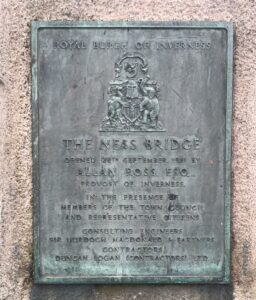 ROYAL BURGH OF INVERNESS
THE NESS BRIDGE
OPENED 28TH SEPTEMBER 1961 BY
ALLAN ROSS, ESQ.,
PROVOST OF INVERNESS
IN THE PRESENCE OF
MEMBERS OF THE TOWN COUNCIL
AND REPRESENTATIVE CITIZENS
CONSULTING ENGINEERS
SIR MURDOCH MACDONALD & PARTNERS
CONTRACTORS
DUNCAN LOGAN (CONTRACTORS) LTD.